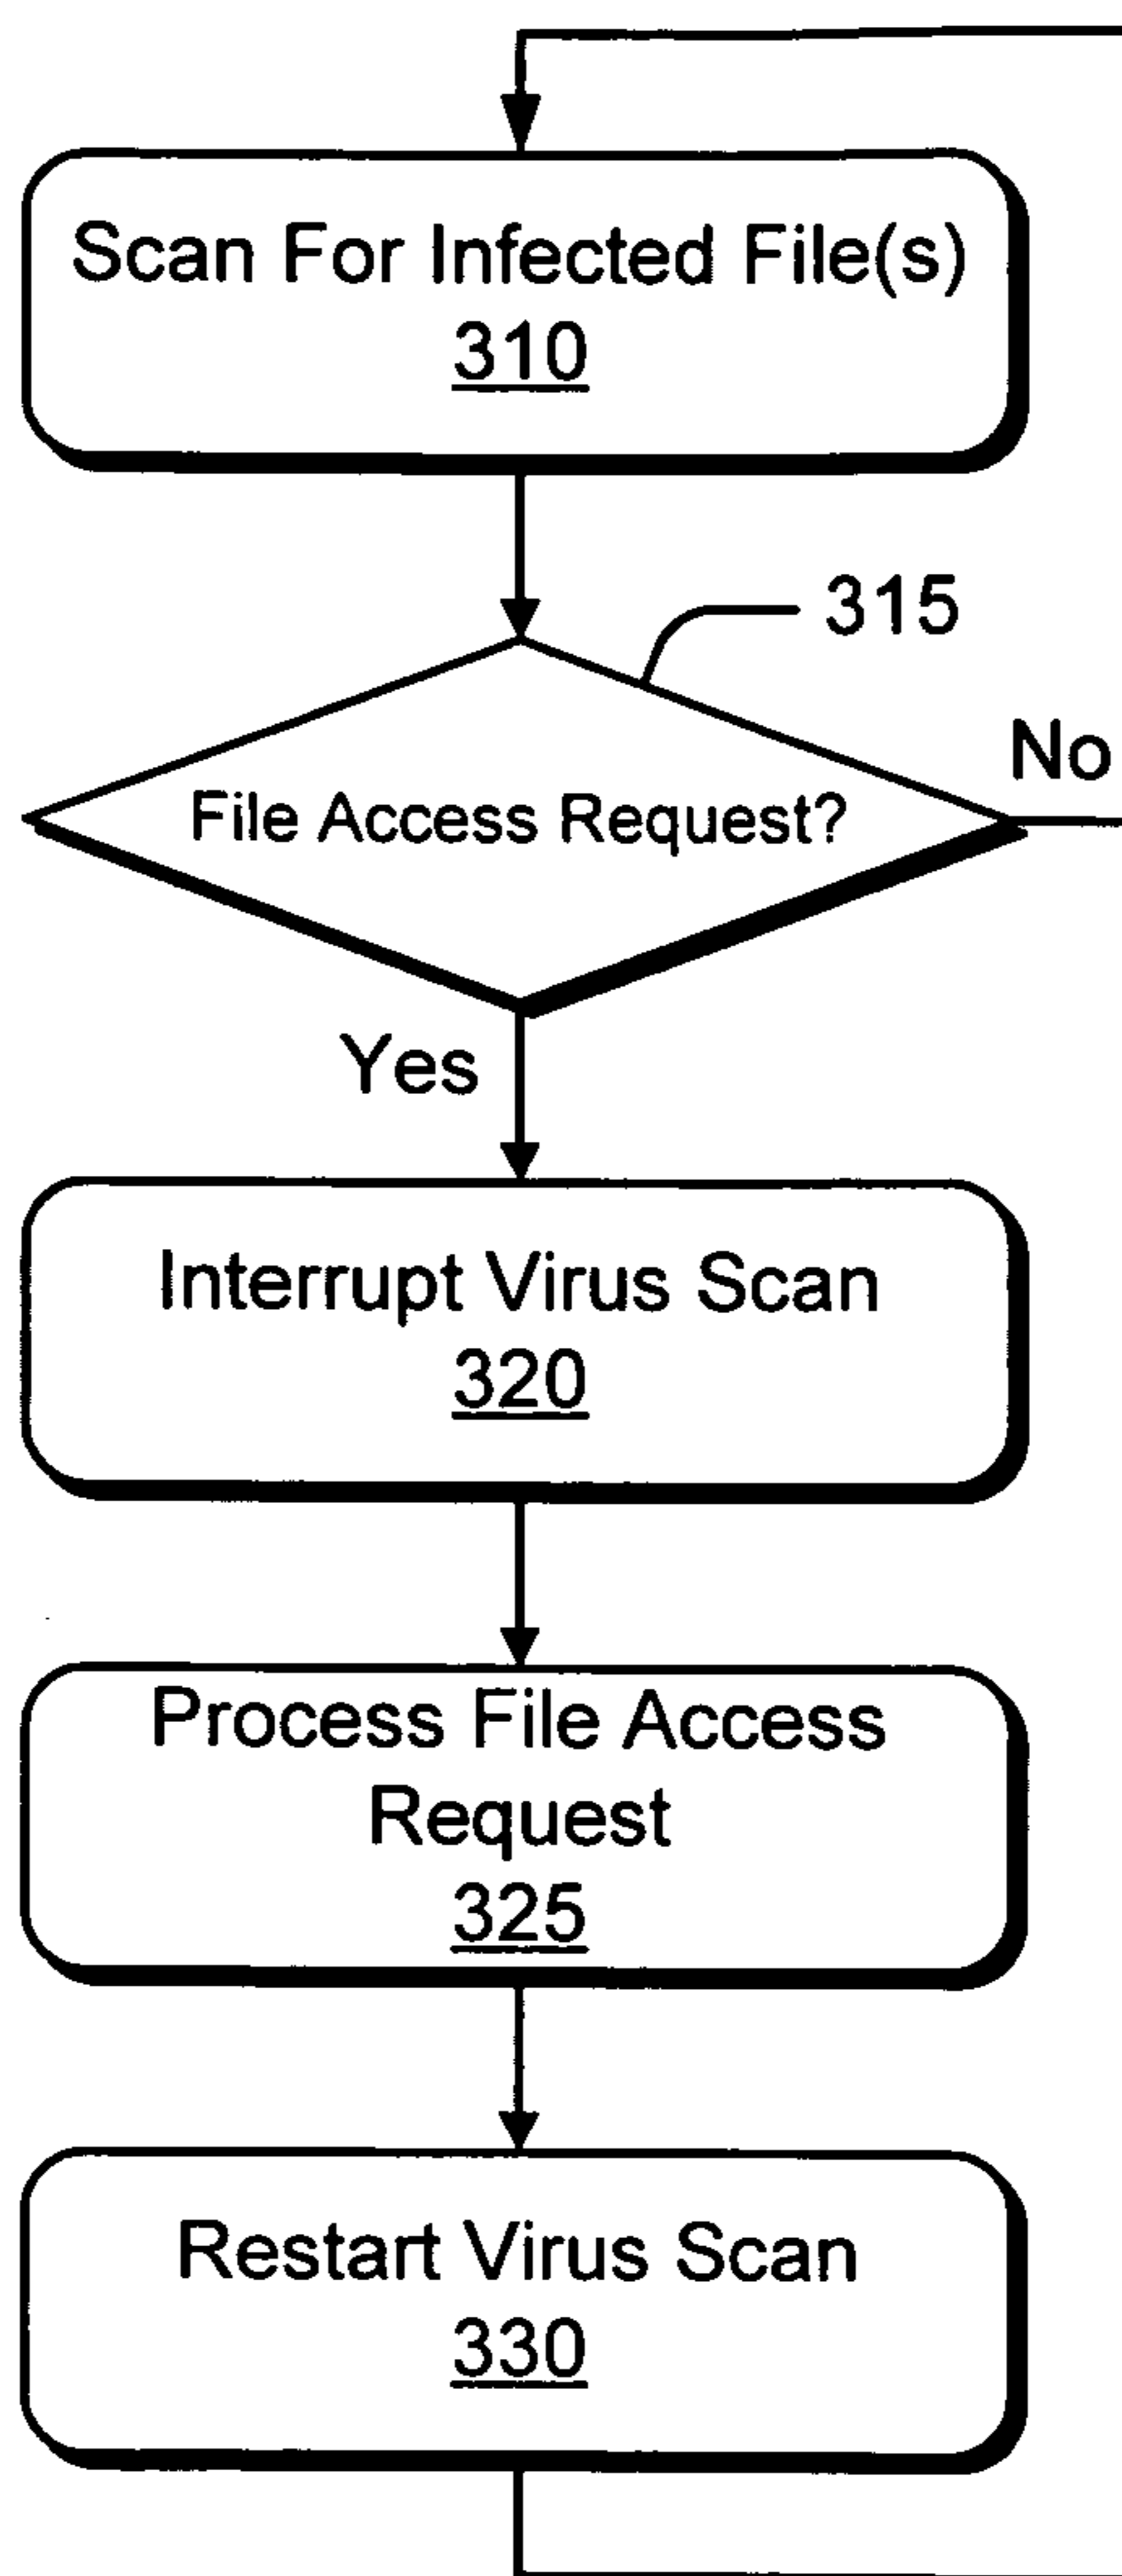 Scan For Infected File(s)
310
315
File Access Request?
No
Yes
Interrupt Virus Scan
320
Process File Access
Request
325
Restart Virus Scan
330